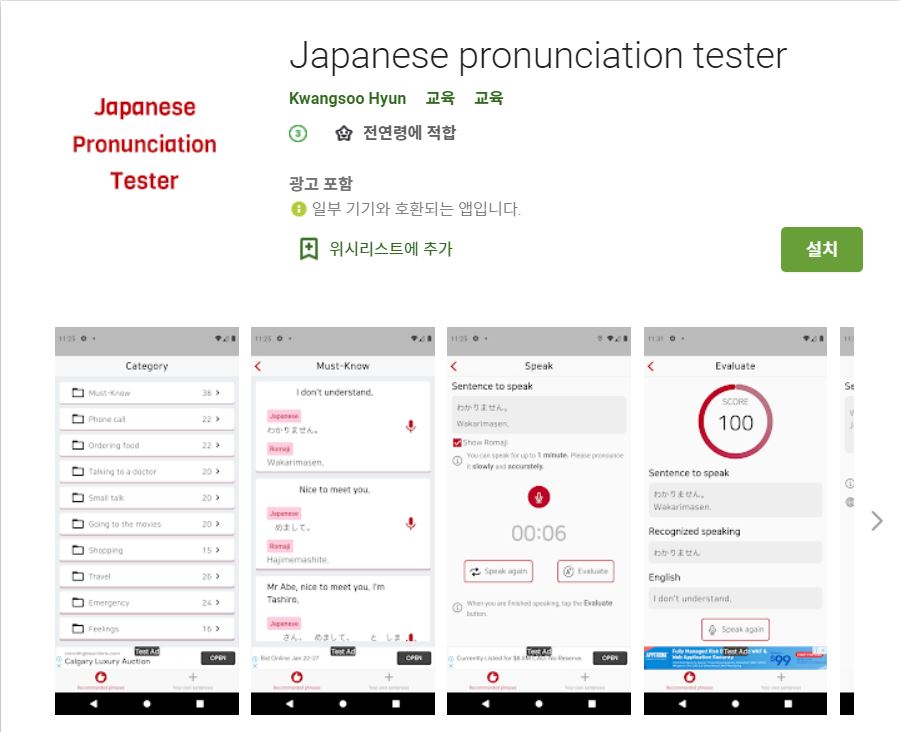 Japanese pronunciation tester
Japanese
Pronunciation
Tester
Kwangsoo Hyun 교육 교육
3 전연령에 적합
광고 포함
일부 기기와 호환되는 앱입니다.
위시리스트에 추가
설치
11:25
Category
Must-Know 38
Phone call 22
Ordering food 22
Talking to a doctor 20
Small talk 20
Going to the movies 20
Shopping 15
Travel 26
Emergency 24
Feelings 16
Test Ad
Calgary Luxury Auction
OPEN
Recommended phrases Your own sentences
11:25
Must-Know
I don't understand.
Japanese
わかりません。
Romaji
Wakarimasen.
Nice to meet you.
Japanese
めまして。
Romaji
Hajimemashite.
Mr Abe, nice to meet you, I'm
Tashiro.
Japanese
さん、 めまして。 と しま
Test Ad
Bid Online Jan 22-07
OPEN
Recommended phrases Your own sentences
11:25
Speak
Sentence to speak
わかりません。
Wakarimasen.
Show Romaji
You can speak for up to 1 minute. Please pronounce
it slowly and accurately.
00:06
Speak again Evaluate
When you are finished speaking, tap the Evaluate
button.
Test Ad
Currently Listed for $8.8M CAD. No Reserve.
OPEN
Recommended phrases Your own sentences
11:31
Evaluate
SCORE
100
Sentence to speak
わかりません。
Wakarimasen.
Recognized speaking
わかりません
English
I don't understand.
Speak again
Fully Managed Risk Test Ad WAF &
Web Application Security
$99
Recommended phrases Your own sentences
11:
Se